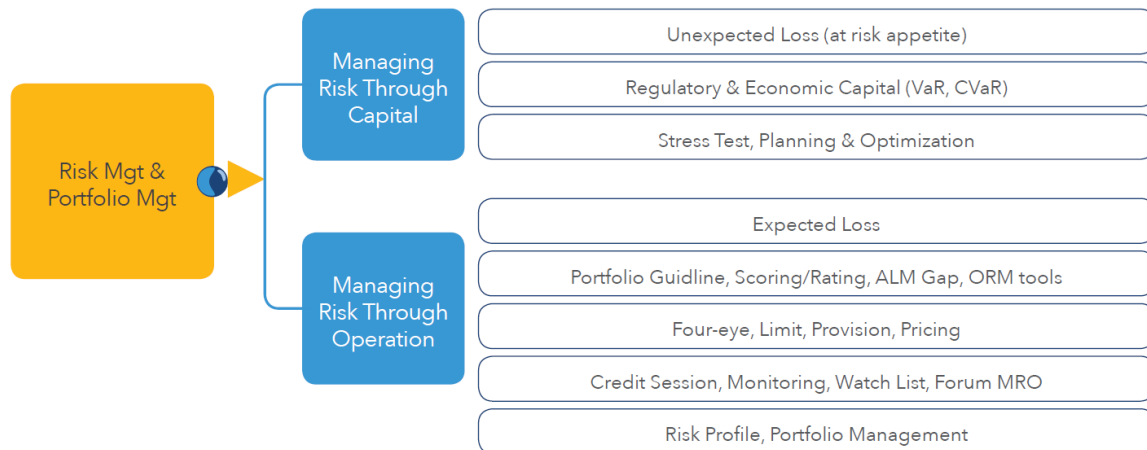 Risk Mgt &
Portfolio Mgt
Managing
Risk Through
Capital
Unexpected Loss (at risk appetite)
Regulatory & Economic Capital (VaR, CVaR)
Stress Test, Planning & Optimization
Managing
Risk Through
Operation
Expected Loss
Portfolio Guidline, Scoring/Rating, ALM Gap, ORM tools
Four-eye, Limit, Provision, Pricing
Credit Session, Monitoring, Watch List, Forum MRO
Risk Profile, Portfolio Management